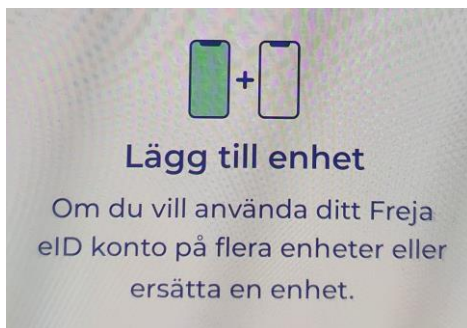 Lägg till enhet
Om du vill använda ditt Freja
eID konto på flera enheter eller
ersätta en enhet.